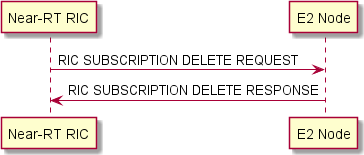 Near-RT RIC
E2 Node
RIC SUBSCRIPTION DELETE REQUEST
RIC SUBSCRIPTION DELETE RESPONSE
Near-RT RIC
E2 Node